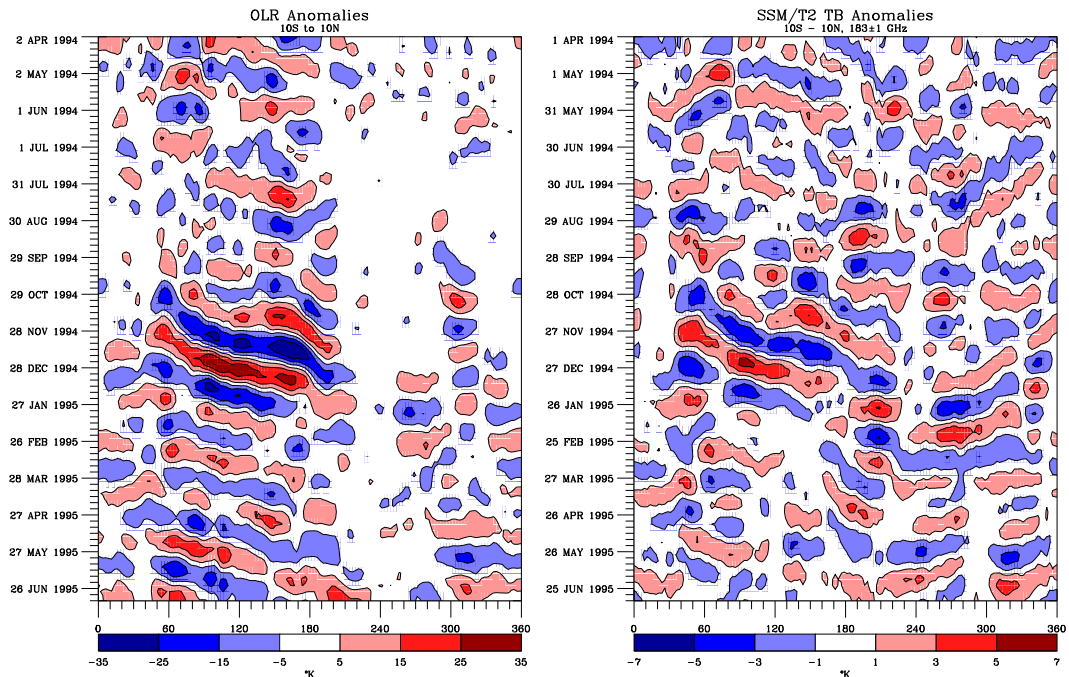 OLR Anomalies
10S to 10N
2 APR 1994
2 MAY 1994
1 JUN 1994
1 JUL 1994
31 JUL 1994
30 AUG 1994
29 SEP 1994
29 OCT 1994
28 NOV 1994
28 DEC 1994
27 JAN 1995
26 FEB 1995
28 MAR 1995
27 APR 1995
27 MAY 1995
26 JUN 1995
0 60 120 180 240 300 360
-35 -25 -15 -5 5 15 25 35
°K
SSM/T2 TB Anomalies
10S - 10N, 183±1 GHz
1 APR 1994
1 MAY 1994
31 MAY 1994
30 JUN 1994
30 JUL 1994
29 AUG 1994
28 SEP 1994
28 OCT 1994
27 NOV 1994
27 DEC 1994
26 JAN 1995
25 FEB 1995
27 MAR 1995
26 APR 1995
26 MAY 1995
25 JUN 1995
0 60 120 180 240 300 360
-7 -5 -3 -1 1 3 5 7
°K